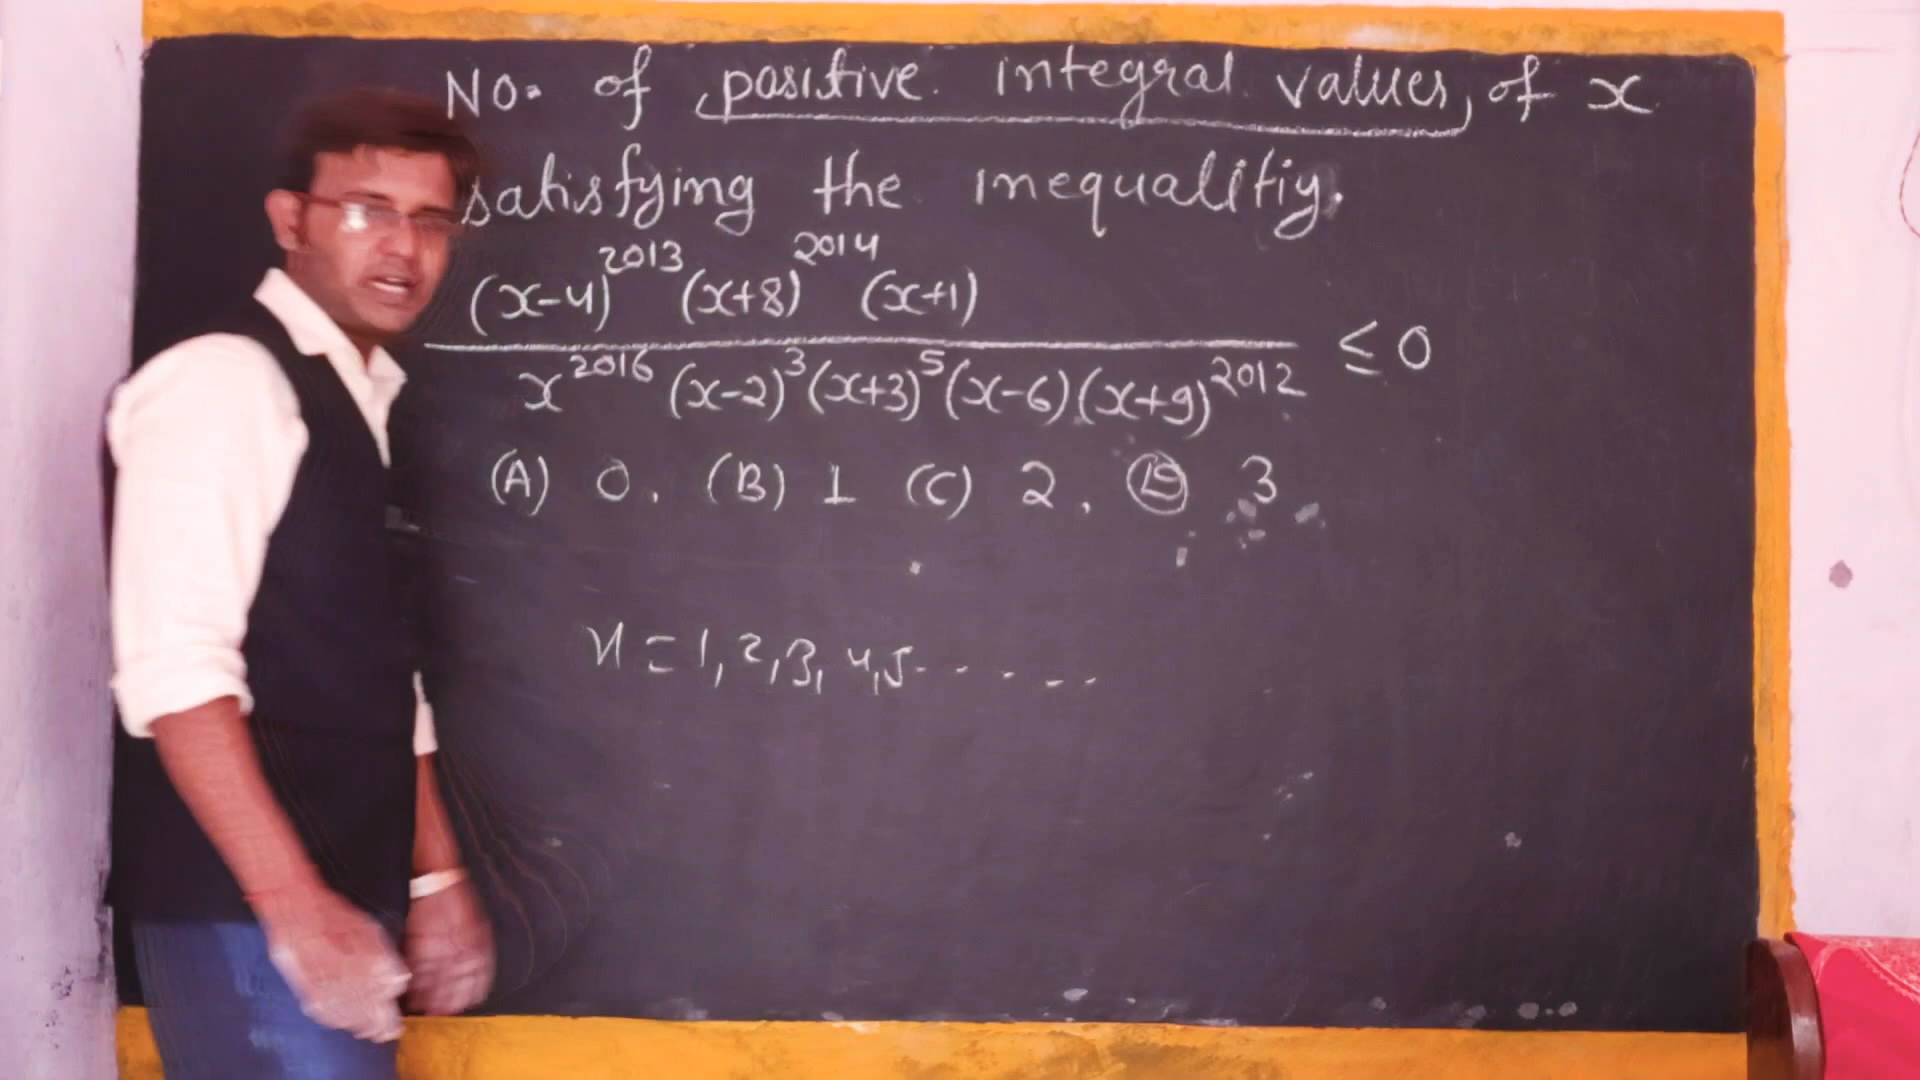 No. of positive integral values, of x
satisfying the inequalitiy.
(x-4)^2013 (x+8)^2014 (x+1)
x^2016 (x-2)^3 (x+3)^5 (x-6) (x+9)^2012 ≤ 0
(A) 0. (B) 1 (C) 2, (D) 3
x = 1, 2, 3, 4, 5 - - - - - -